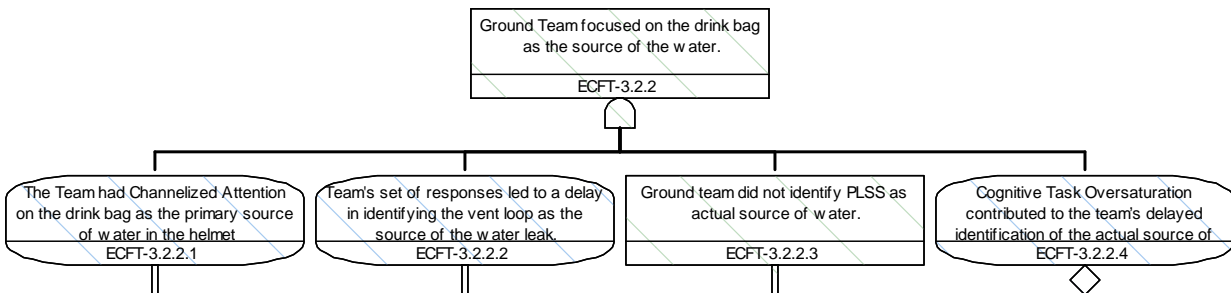 Ground Team focused on the drink bag
as the source of the water.
ECFT-3.2.2
The Team had Channelized Attention
on the drink bag as the primary source
of water in the helmet
ECFT-3.2.2.1
Team's set of responses led to a delay
in identifying the vent loop as the
source of the water leak.
ECFT-3.2.2.2
Ground team did not identify PLSS as
actual source of water.
ECFT-3.2.2.3
Cognitive Task Oversaturation
contributed to the team's delayed
identification of the actual source of
ECFT-3.2.2.4